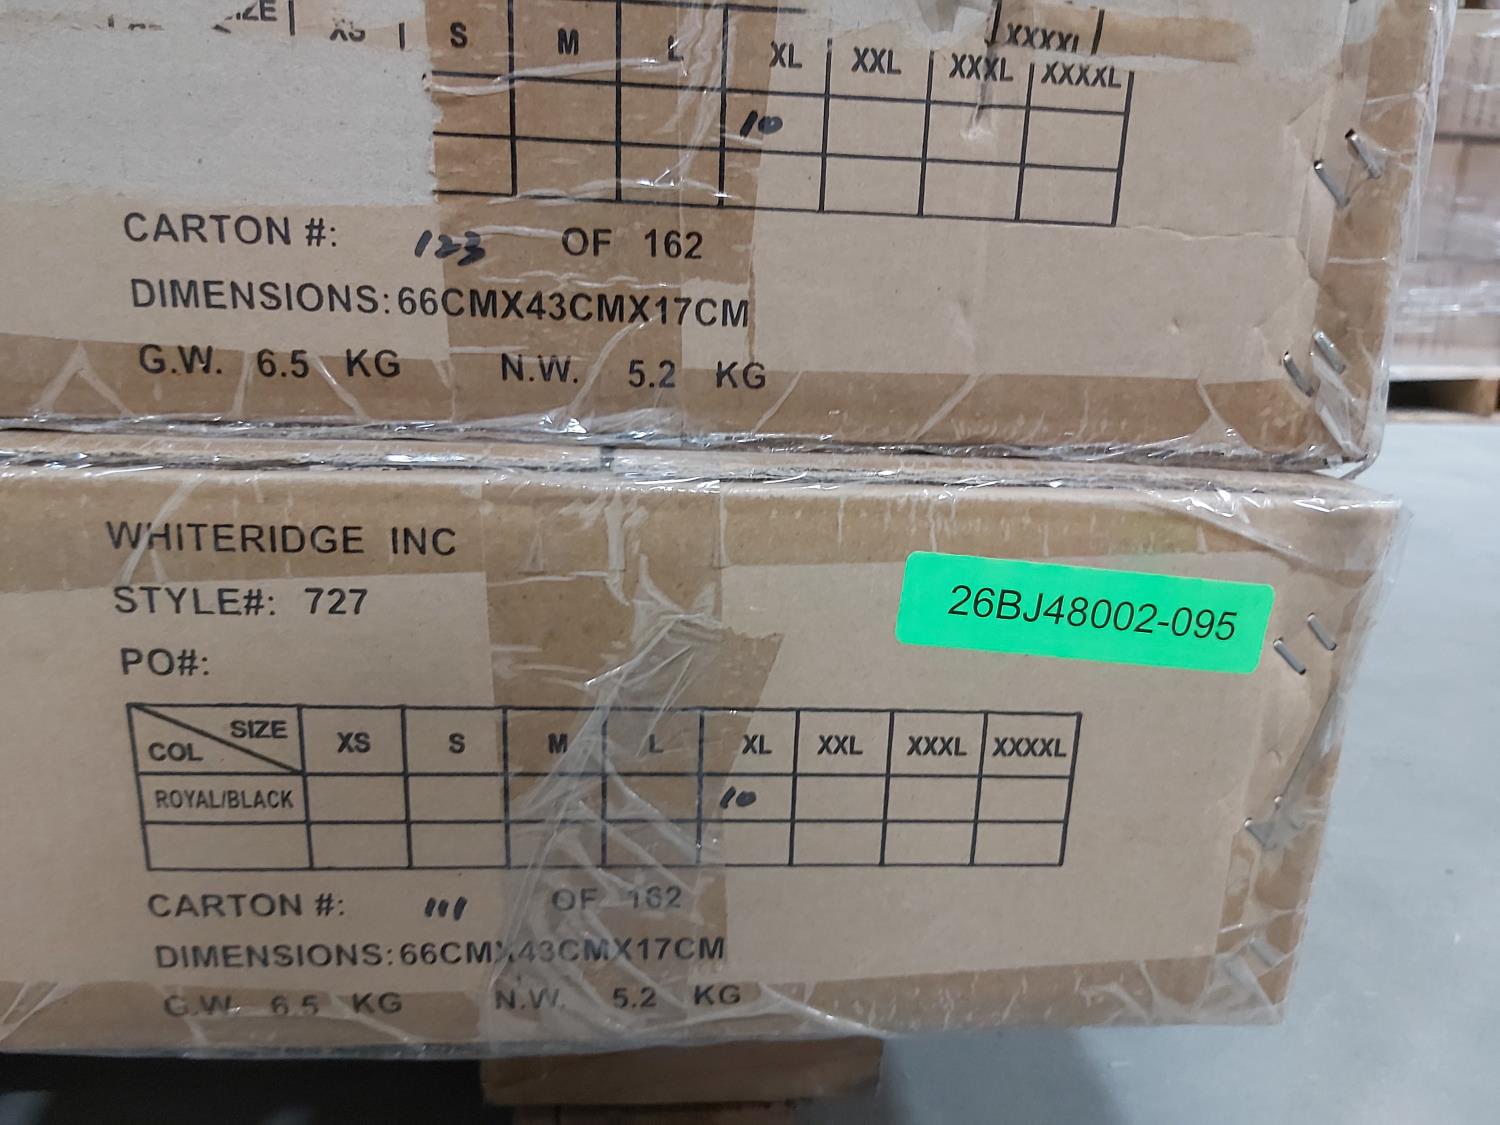 SIZE XS S M L XL XXL XXXL XXXXL
XXXXL
10
CARTON #: 123 OF 162
DIMENSIONS: 66CMX43CMX17CM
G.W. 6.5 KG N.W. 5.2 KG
WHITERIDGE INC
STYLE#: 727
26BJ48002-095
PO#:
SIZE
COL XS S M L XL XXL XXXL XXXXL
ROYAL/BLACK 10
CARTON #: 111 OF 162
DIMENSIONS: 66CMX43CMX17CM
G.W. 6.5 KG N.W. 5.2 KG